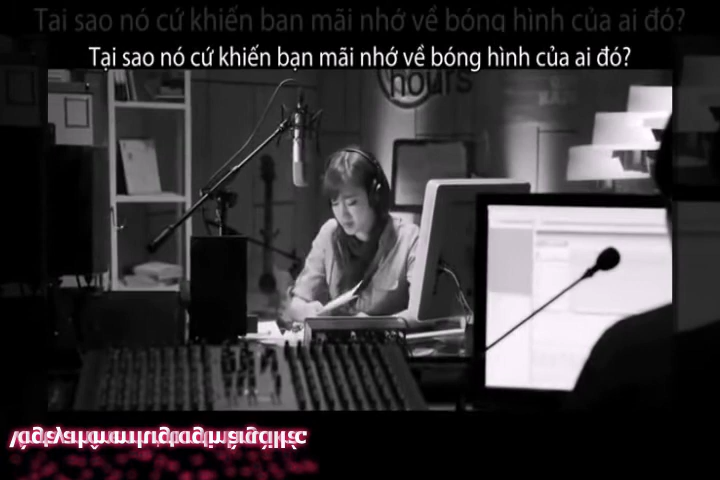 Tại sao nó cứ khiến bạn mãi nhớ về bóng hình của ai đó?
Tại sao nó cứ khiến bạn mãi nhớ về bóng hình của ai đó?
hours